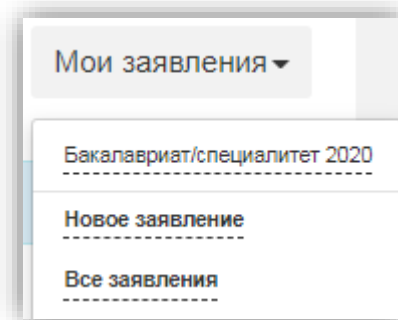 Мои заявления
Бакалавриат/специалитет 2020
Новое заявление
Все заявления